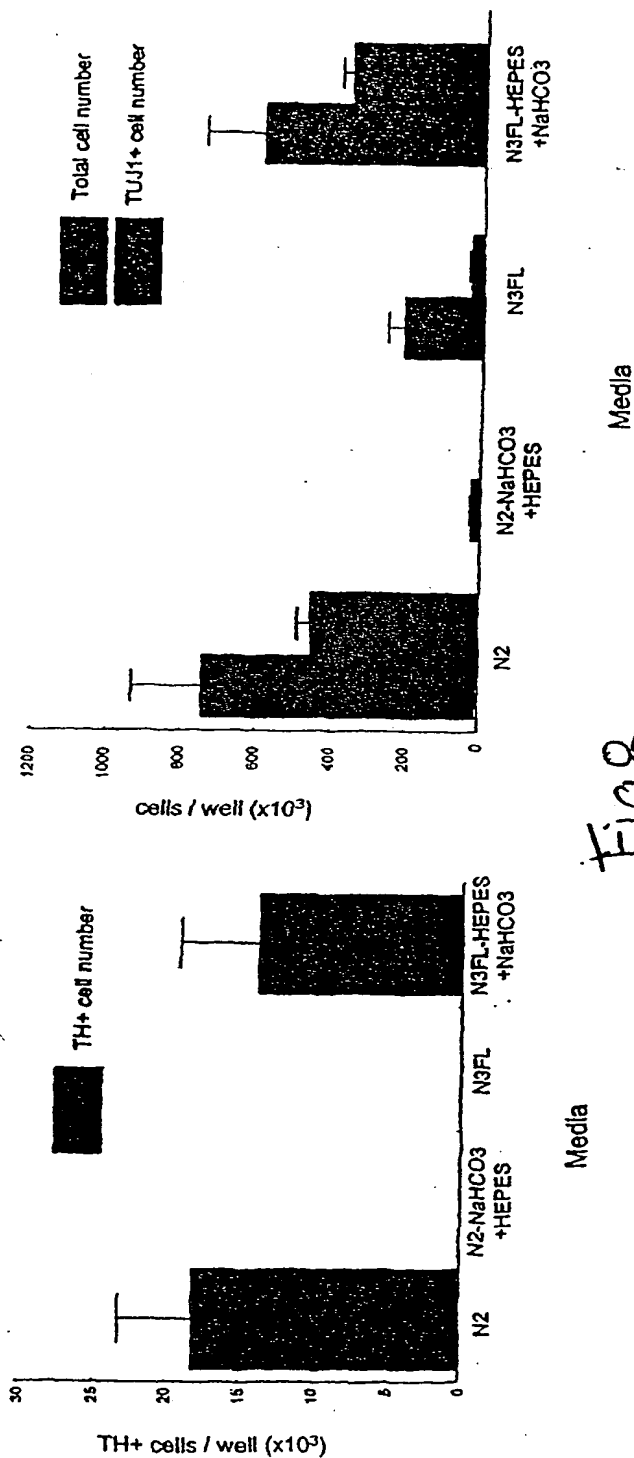 TH+ cells / well (x10³)
30
25
20
15
10
5
0
TH+ cell number
N2
N2-NaHCO3
+HEPES
N3FL
N3FL-HEPES
+NaHCO3
Media
cells / well (x10³)
1200
1000
800
600
400
200
0
Total cell number
TUJ1+ cell number
N2
N2-NaHCO3
+HEPES
N3FL
N3FL-HEPES
+NaHCO3
Media
Fig 8